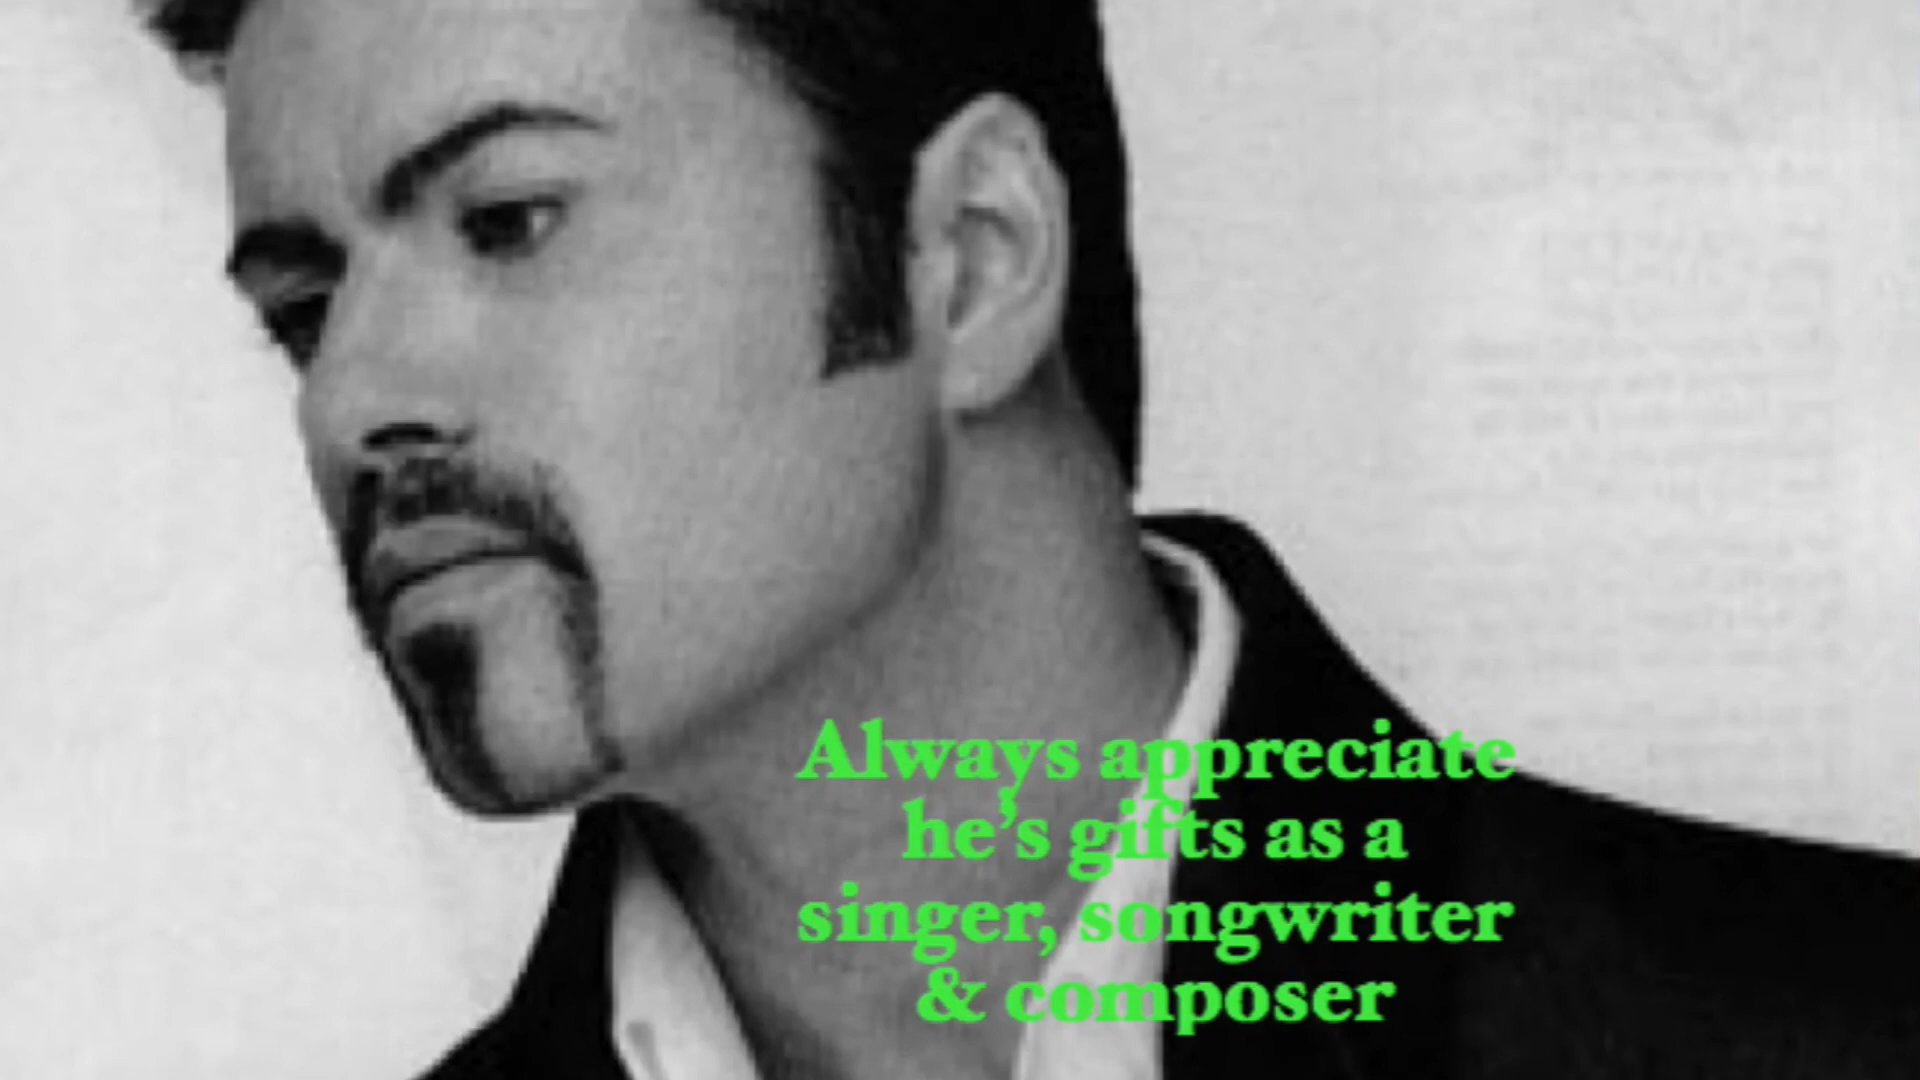 Always appreciate
he's gifts as a
singer, songwriter
& composer